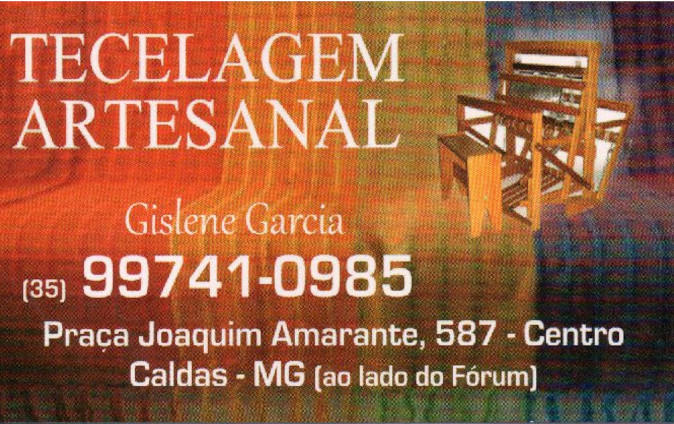 TECELAGEM
ARTESANAL
Gislene Garcia
(35) 99741-0985
Praça Joaquim Amarante, 587 - Centro
Caldas - MG (ao lado do Fórum)